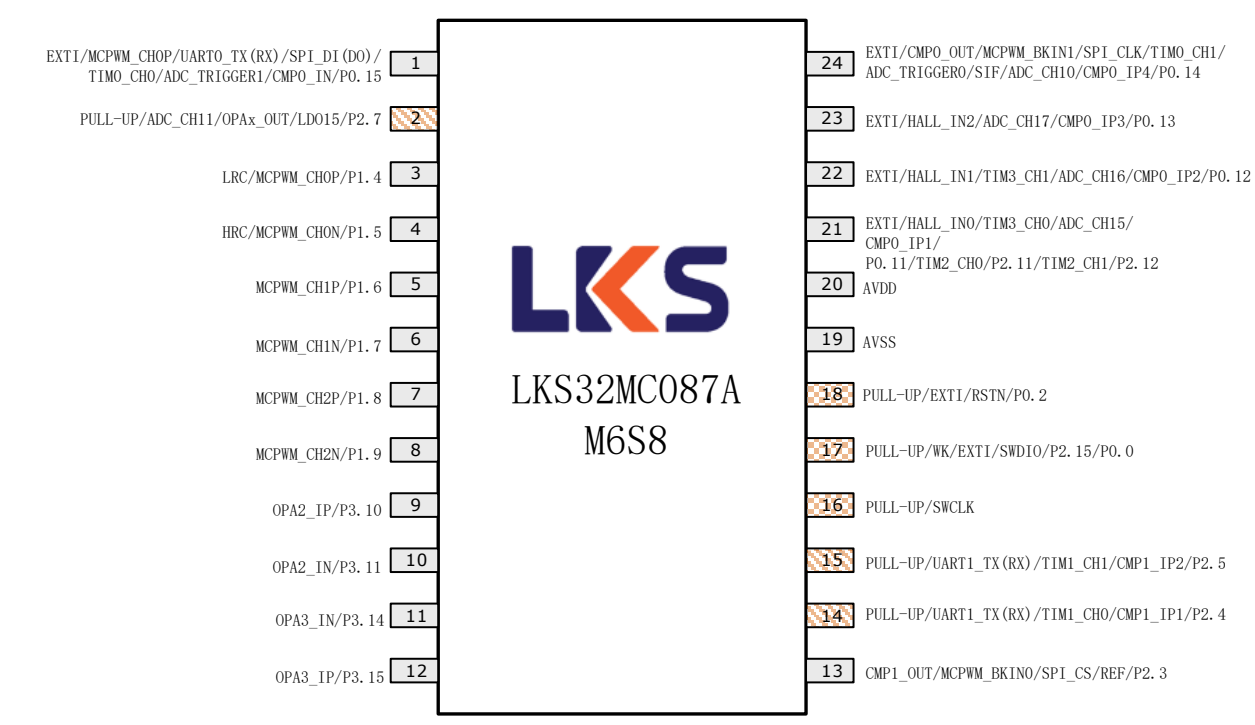 EXTI/MCPWM_CH0P/UART0_TX(RX)/SPI_DI(DO)/
TIM0_CH0/ADC_TRIGGER1/CMP0_IN/P0.15
1
PULL-UP/ADC_CH11/OPAx_OUT/LDO15/P2.7
2
LRC/MCPWM_CH0P/P1.4
3
HRC/MCPWM_CH0N/P1.5
4
MCPWM_CH1P/P1.6
5
MCPWM_CH1N/P1.7
6
MCPWM_CH2P/P1.8
7
MCPWM_CH2N/P1.9
8
OPA2_IP/P3.10
9
OPA2_IN/P3.11
10
OPA3_IN/P3.14
11
OPA3_IP/P3.15
12
LKS
LKS32MC087A
M6S8
24
EXTI/CMP0_OUT/MCPWM_BKIN1/SPI_CLK/TIM0_CH1/
ADC_TRIGGER0/SIF/ADC_CH10/CMP0_IP4/P0.14
23
EXTI/HALL_IN2/ADC_CH17/CMP0_IP3/P0.13
22
EXTI/HALL_IN1/TIM3_CH1/ADC_CH16/CMP0_IP2/P0.12
21
EXTI/HALL_IN0/TIM3_CH0/ADC_CH15/
CMP0_IP1/
P0.11/TIM2_CH0/P2.11/TIM2_CH1/P2.12
20
AVDD
19
AVSS
18
PULL-UP/EXTI/RSTN/P0.2
17
PULL-UP/WK/EXTI/SWDIO/P2.15/P0.0
16
PULL-UP/SWCLK
15
PULL-UP/UART1_TX(RX)/TIM1_CH1/CMP1_IP2/P2.5
14
PULL-UP/UART1_TX(RX)/TIM1_CH0/CMP1_IP1/P2.4
13
CMP1_OUT/MCPWM_BKIN0/SPI_CS/REF/P2.3